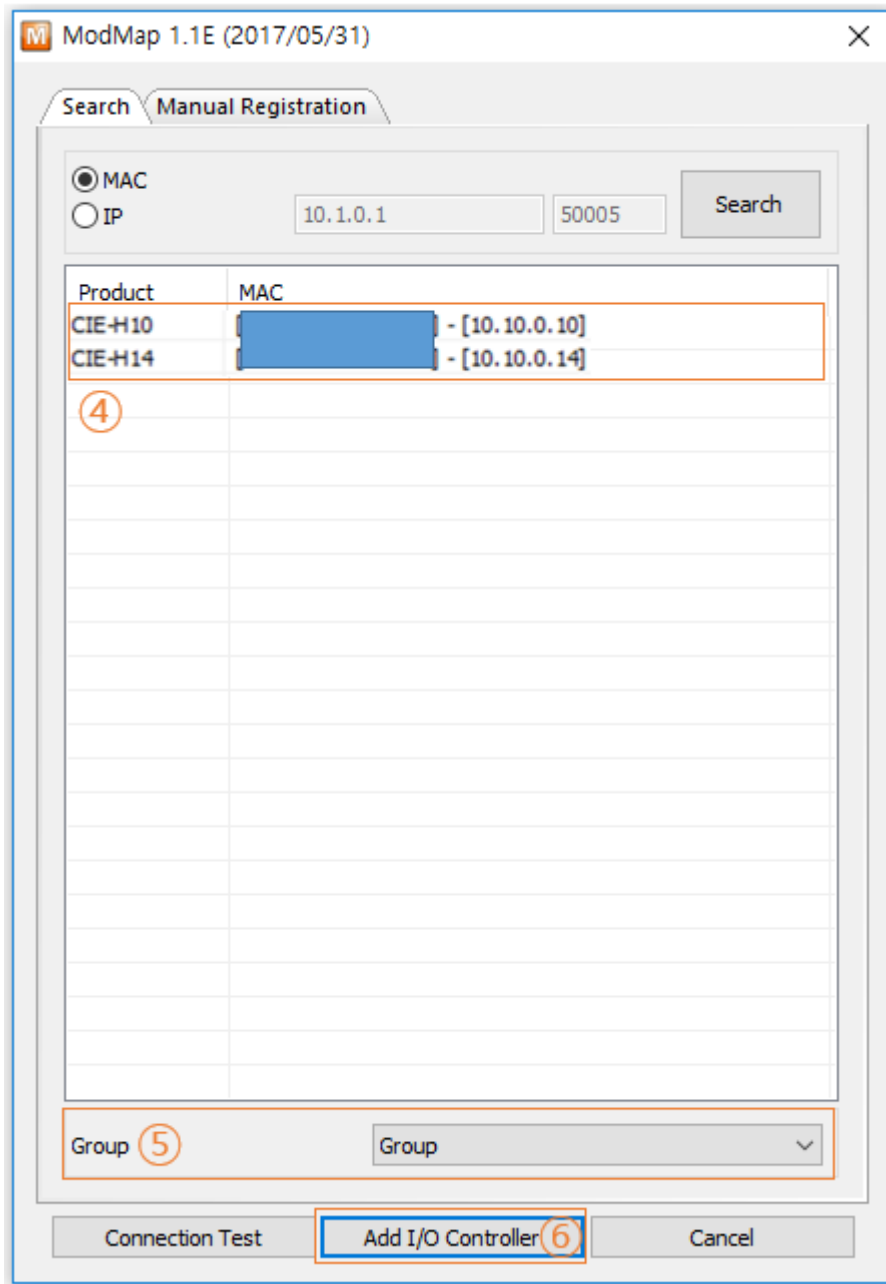 M ModMap 1.1E (2017/05/31)
Search Manual Registration
MAC
IP 10.1.0.1 50005 Search
Product MAC
CIE-H10 [ ] - [10.10.0.10]
CIE-H14 [ ] - [10.10.0.14]
④
Group ⑤ Group
Connection Test Add I/O Controller ⑥ Cancel